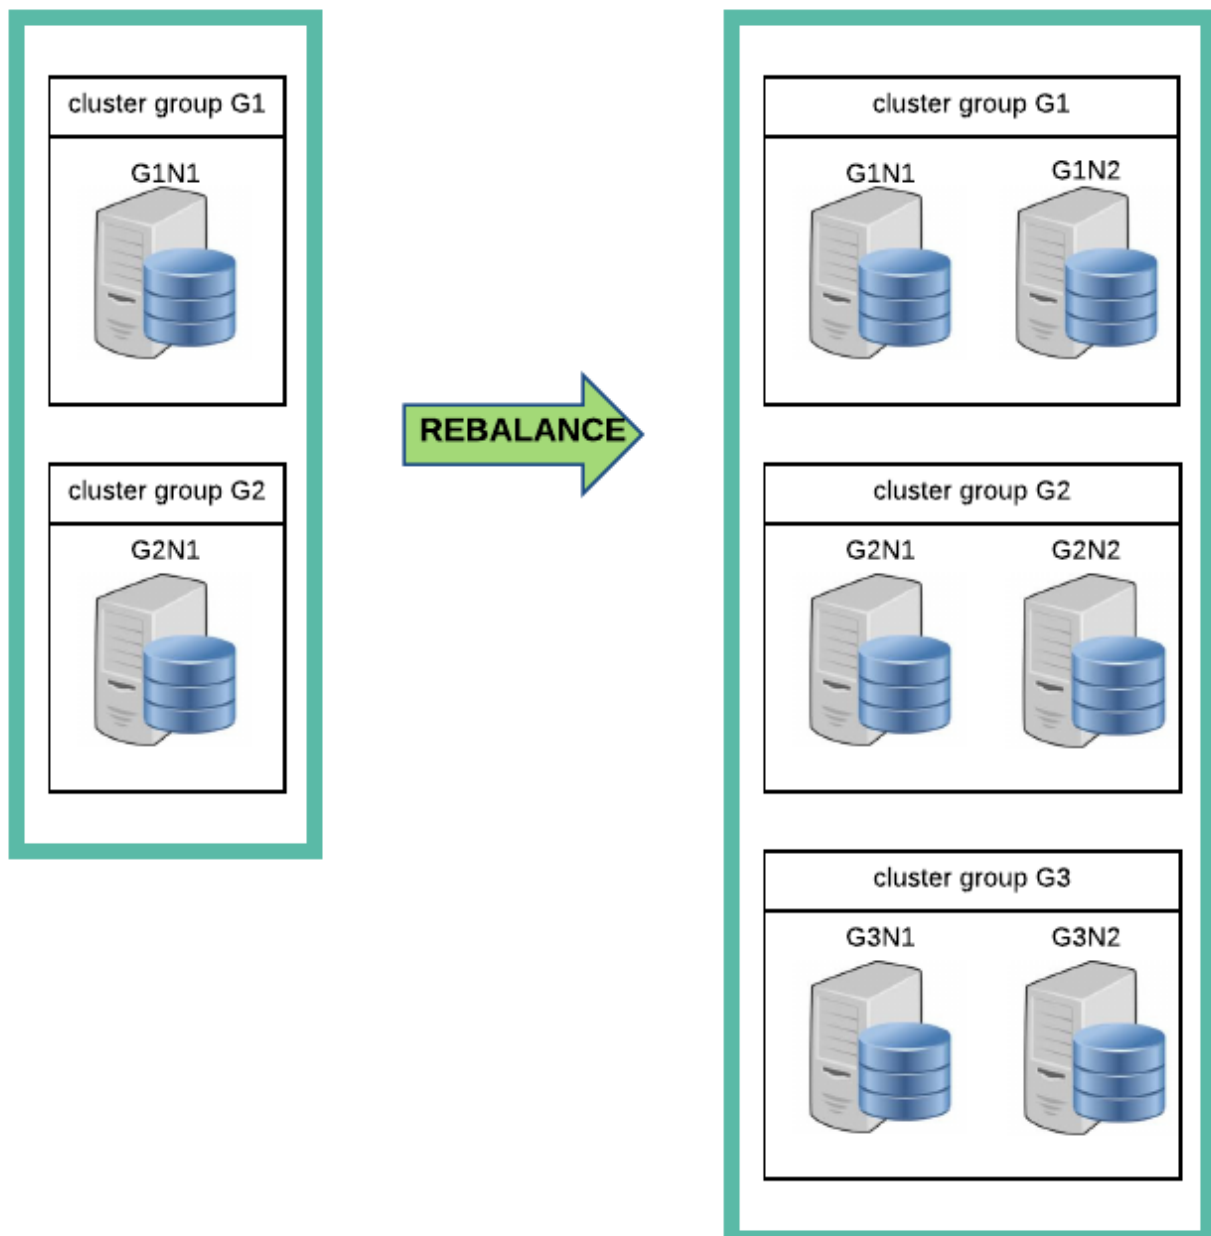 cluster group G1
G1N1
cluster group G2
G2N1
REBALANCE
cluster group G1
G1N1 G1N2
cluster group G2
G2N1 G2N2
cluster group G3
G3N1 G3N2